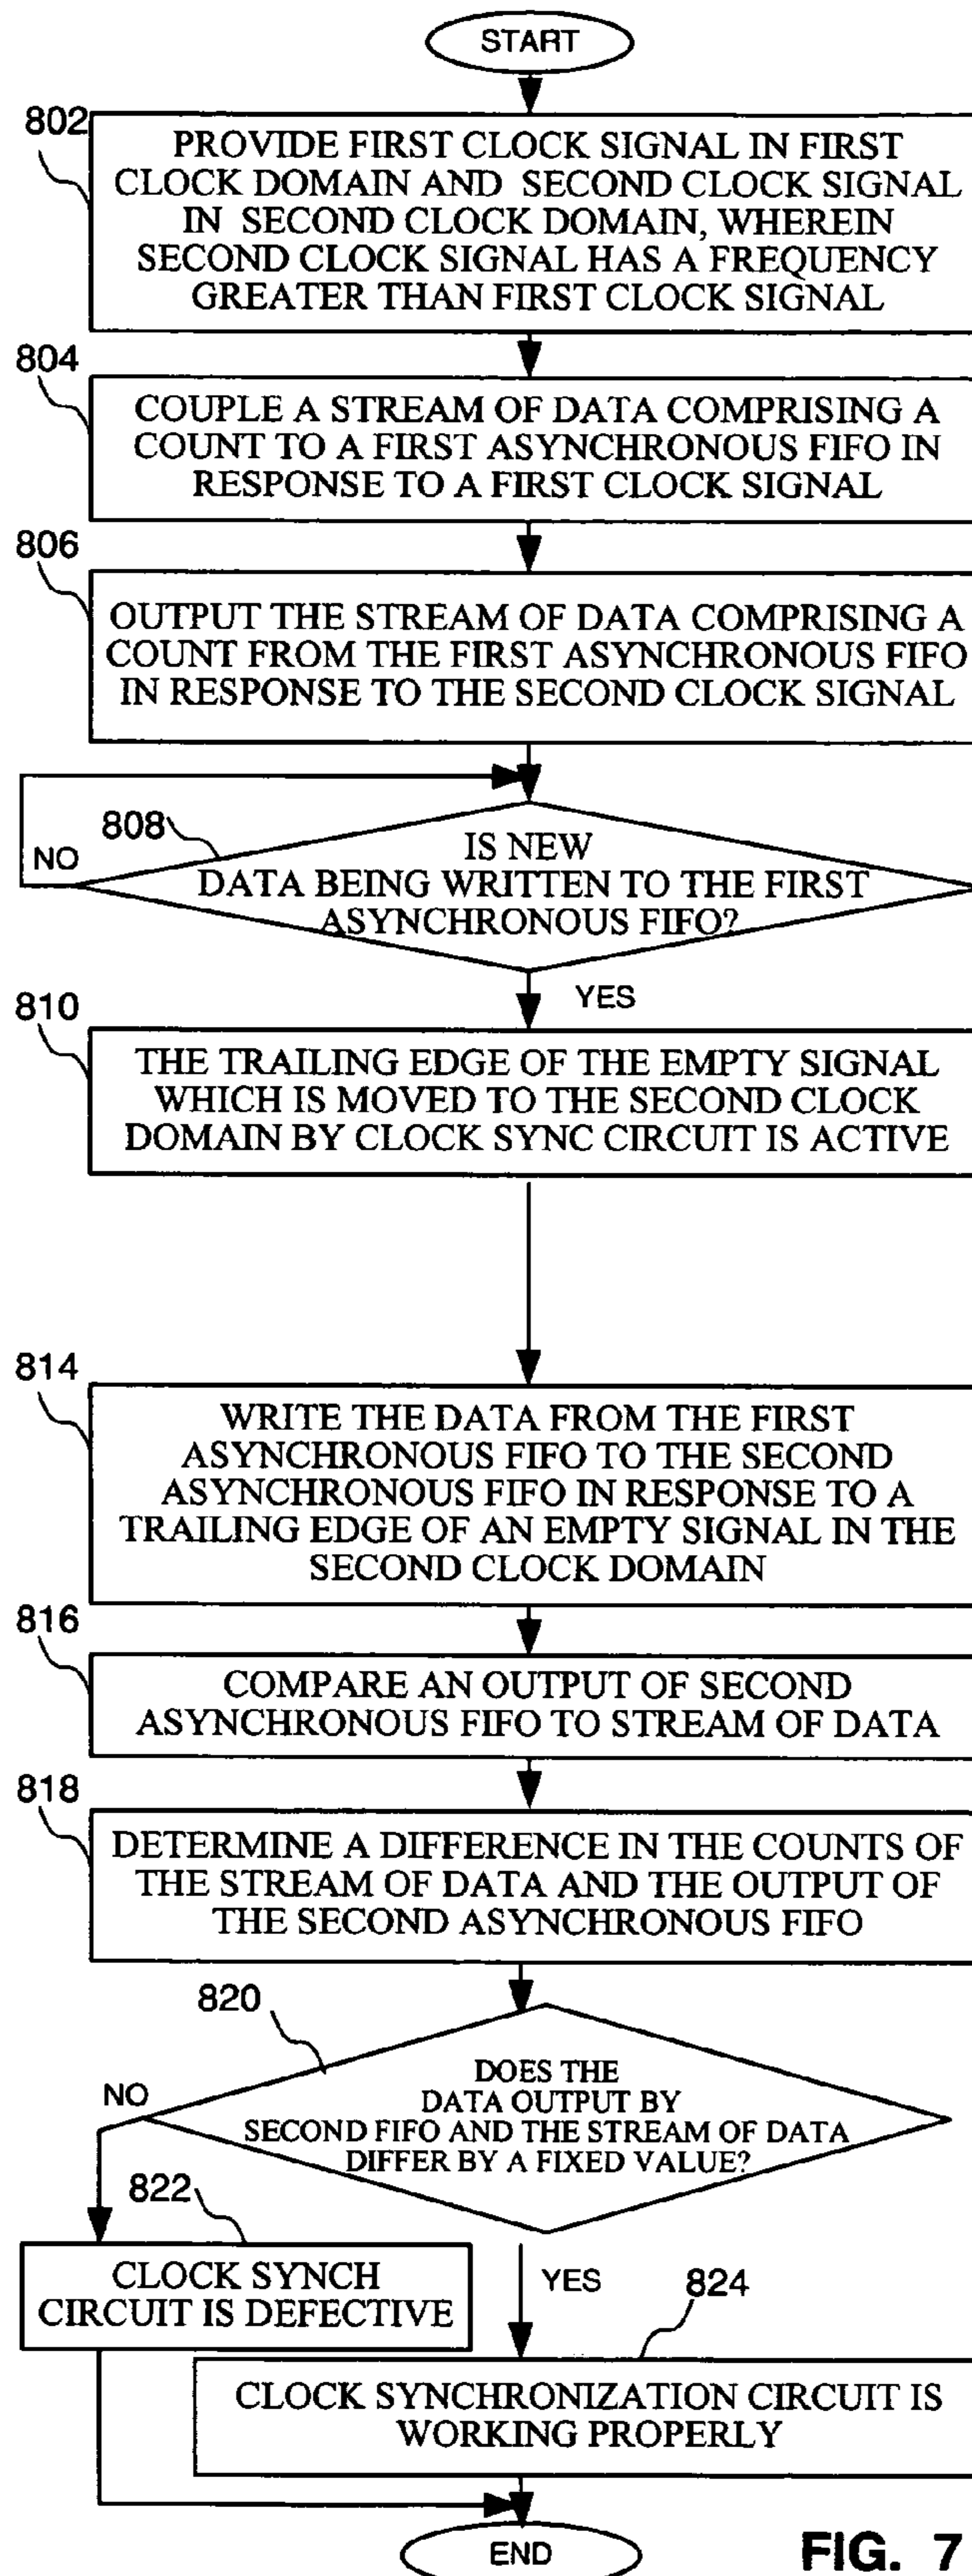 START
802
PROVIDE FIRST CLOCK SIGNAL IN FIRST
CLOCK DOMAIN AND SECOND CLOCK SIGNAL
IN SECOND CLOCK DOMAIN, WHEREIN
SECOND CLOCK SIGNAL HAS A FREQUENCY
GREATER THAN FIRST CLOCK SIGNAL
804
COUPLE A STREAM OF DATA COMPRISING A
COUNT TO A FIRST ASYNCHRONOUS FIFO IN
RESPONSE TO A FIRST CLOCK SIGNAL
806
OUTPUT THE STREAM OF DATA COMPRISING A
COUNT FROM THE FIRST ASYNCHRONOUS FIFO
IN RESPONSE TO THE SECOND CLOCK SIGNAL
808
NO
IS NEW
DATA BEING WRITTEN TO THE FIRST
ASYNCHRONOUS FIFO?
YES
810
THE TRAILING EDGE OF THE EMPTY SIGNAL
WHICH IS MOVED TO THE SECOND CLOCK
DOMAIN BY CLOCK SYNC CIRCUIT IS ACTIVE
814
WRITE THE DATA FROM THE FIRST
ASYNCHRONOUS FIFO TO THE SECOND
ASYNCHRONOUS FIFO IN RESPONSE TO A
TRAILING EDGE OF AN EMPTY SIGNAL IN THE
SECOND CLOCK DOMAIN
816
COMPARE AN OUTPUT OF SECOND
ASYNCHRONOUS FIFO TO STREAM OF DATA
818
DETERMINE A DIFFERENCE IN THE COUNTS OF
THE STREAM OF DATA AND THE OUTPUT OF
THE SECOND ASYNCHRONOUS FIFO
820
NO
DOES THE
DATA OUTPUT BY
SECOND FIFO AND THE STREAM OF DATA
DIFFER BY A FIXED VALUE?
822
CLOCK SYNCH
CIRCUIT IS DEFECTIVE
YES
824
CLOCK SYNCHRONIZATION CIRCUIT IS
WORKING PROPERLY
END
FIG. 7